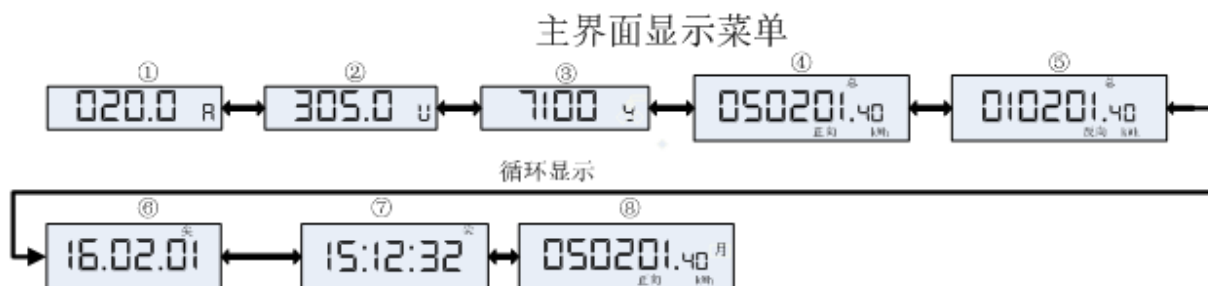 主界面显示菜单
① ② ③ ④ ⑤
020.0 A
305.0 U
7100 y
总 050201.40 正向 kWh
总 010201.40 反向 kWh
循环显示
⑥ ⑦ ⑧
尖 16.02.01
15:12:32
050201.40 月 正向 kWh